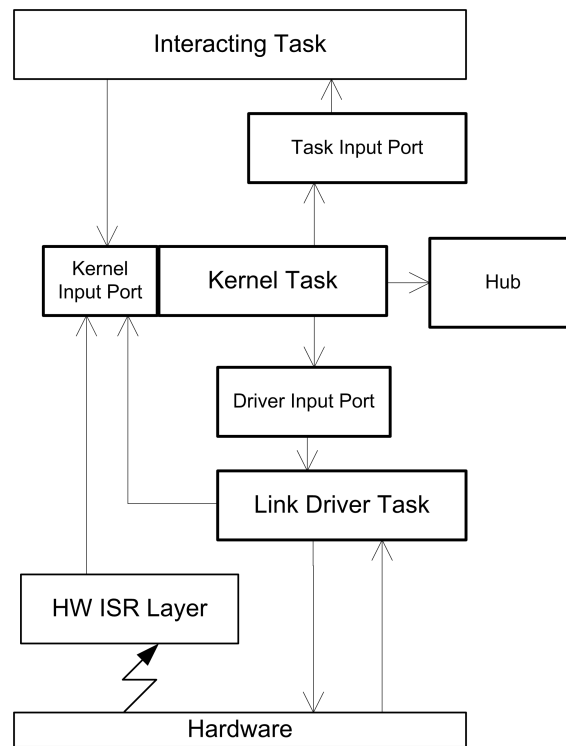 Interacting Task
Task Input Port
Kernel
Input Port
Kernel Task
Hub
Driver Input Port
Link Driver Task
HW ISR Layer
Hardware